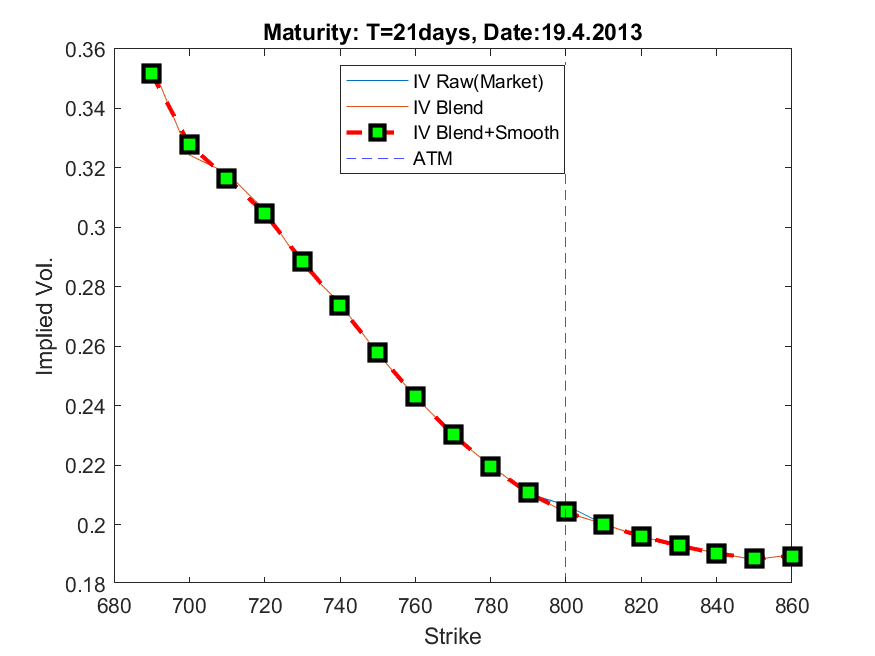 Maturity: T=21days, Date:19.4.2013
IV Raw(Market)
IV Blend
IV Blend+Smooth
ATM
Implied Vol.
0.36
0.34
0.32
0.3
0.28
0.26
0.24
0.22
0.2
0.18
680 700 720 740 760 780 800 820 840 860
Strike